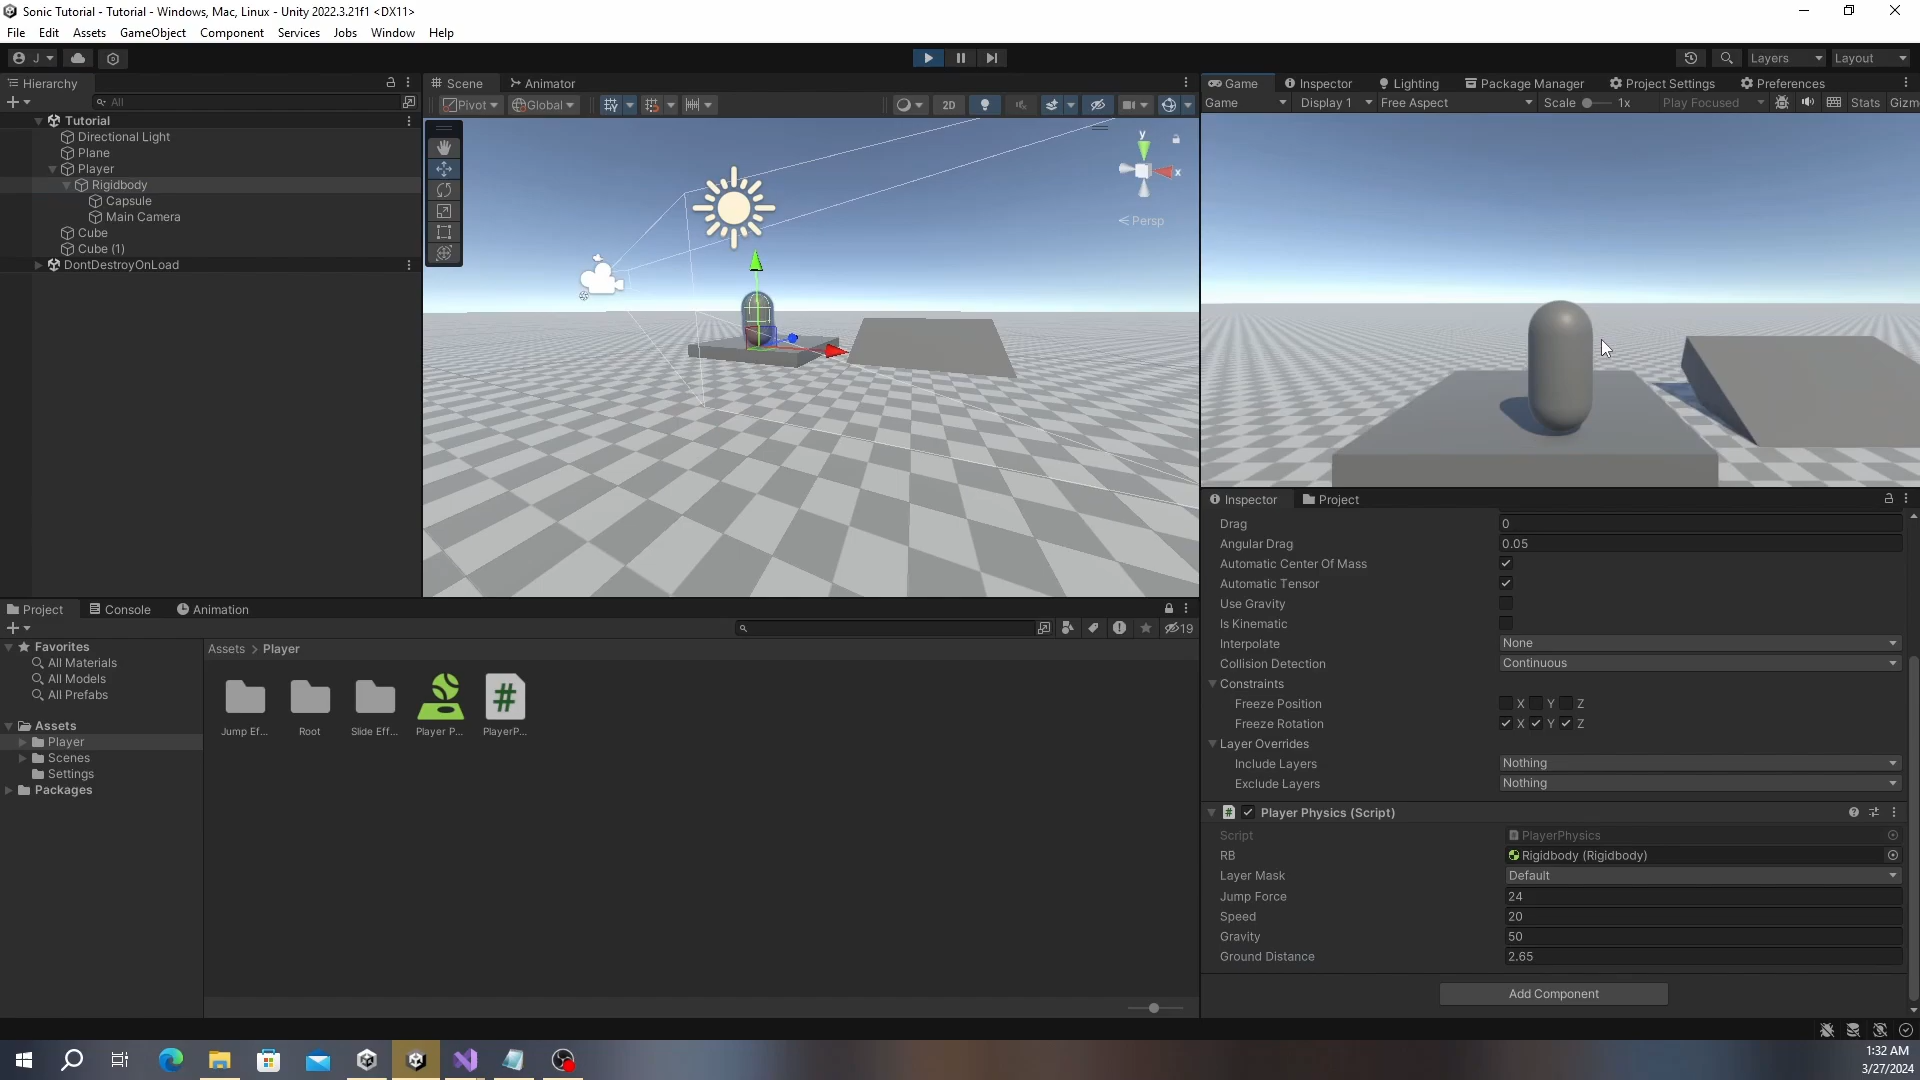 Sonic Tutorial - Tutorial - Windows, Mac, Linux - Unity 2022.3.21f1 <DX11>
File Edit Assets GameObject Component Services Jobs Window Help
J Layers Layout
Hierarchy
All
Tutorial
Directional Light
Plane
Player
Rigidbody
Capsule
Main Camera
Cube
Cube (1)
DontDestroyOnLoad
Scene Animator
Pivot Global 2D
y
x
Persp
Game Inspector Lighting Package Manager Project Settings Preferences
Game Display 1 Free Aspect Scale 1x Play Focused Stats Gizm
Inspector Project
Drag 0
Angular Drag 0.05
Automatic Center Of Mass
Automatic Tensor
Use Gravity
Is Kinematic
Interpolate None
Collision Detection Continuous
Constraints
Freeze Position X Y Z
Freeze Rotation X Y Z
Layer Overrides
Include Layers Nothing
Exclude Layers Nothing
# Player Physics (Script)
Script PlayerPhysics
RB Rigidbody (Rigidbody)
Layer Mask Default
Jump Force 24
Speed 20
Gravity 50
Ground Distance 2.65
Add Component
Project Console Animation
19
Favorites
All Materials
All Models
All Prefabs
Assets
Player
Scenes
Settings
Packages
Assets > Player
#
Jump Ef... Root Slide Eff... Player P... PlayerP...
1:32 AM
3/27/2024